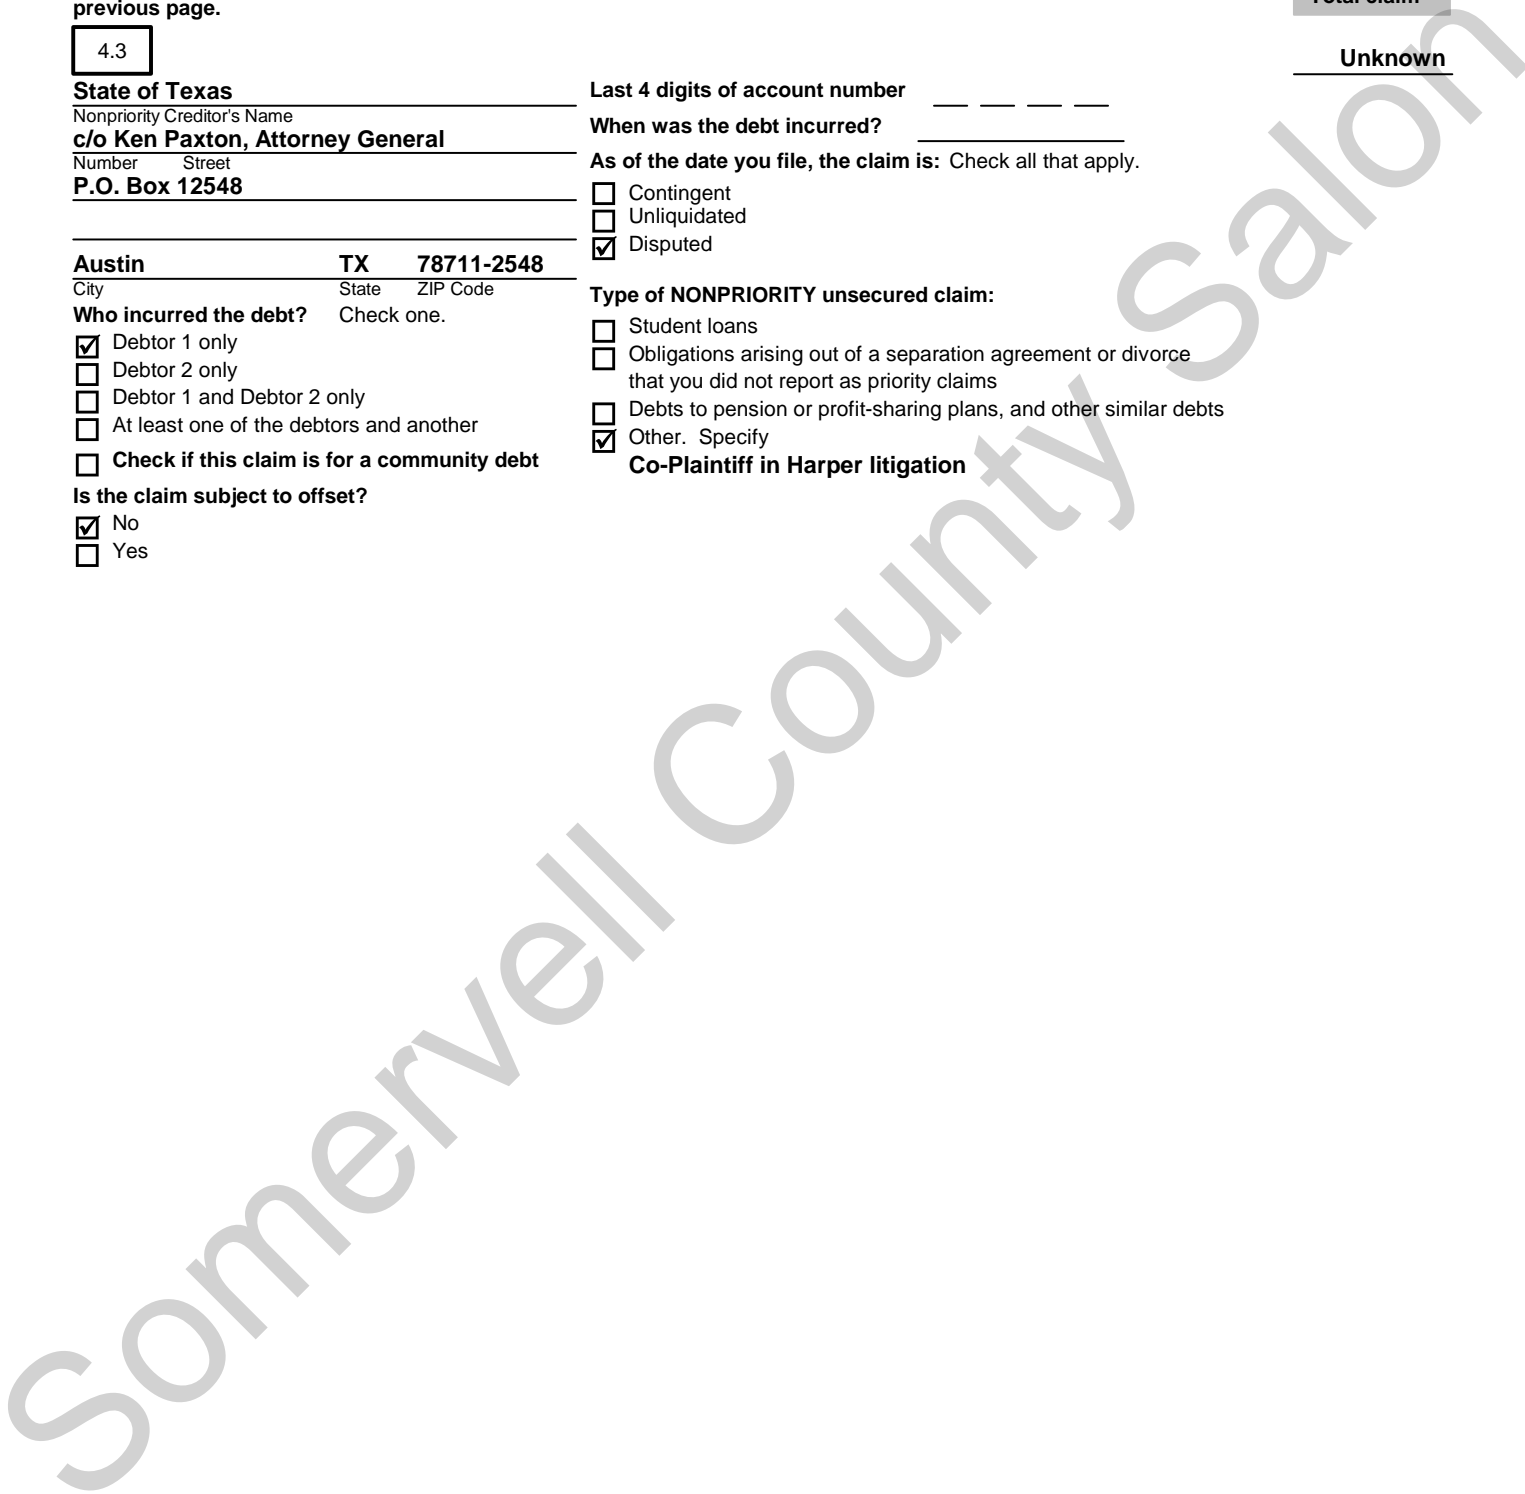 previous page.
Total claim
4.3
Unknown
State of Texas
Nonpriority Creditor's Name
c/o Ken Paxton, Attorney General
Number Street
P.O. Box 12548
Austin TX 78711-2548
City State ZIP Code
Who incurred the debt? Check one.
Debtor 1 only
Debtor 2 only
Debtor 1 and Debtor 2 only
At least one of the debtors and another
Check if this claim is for a community debt
Is the claim subject to offset?
No
Yes
Last 4 digits of account number
When was the debt incurred?
As of the date you file, the claim is: Check all that apply.
Contingent
Unliquidated
Disputed
Type of NONPRIORITY unsecured claim:
Student loans
Obligations arising out of a separation agreement or divorce
that you did not report as priority claims
Debts to pension or profit-sharing plans, and other similar debts
Other. Specify
Co-Plaintiff in Harper litigation
Somervell County Salon